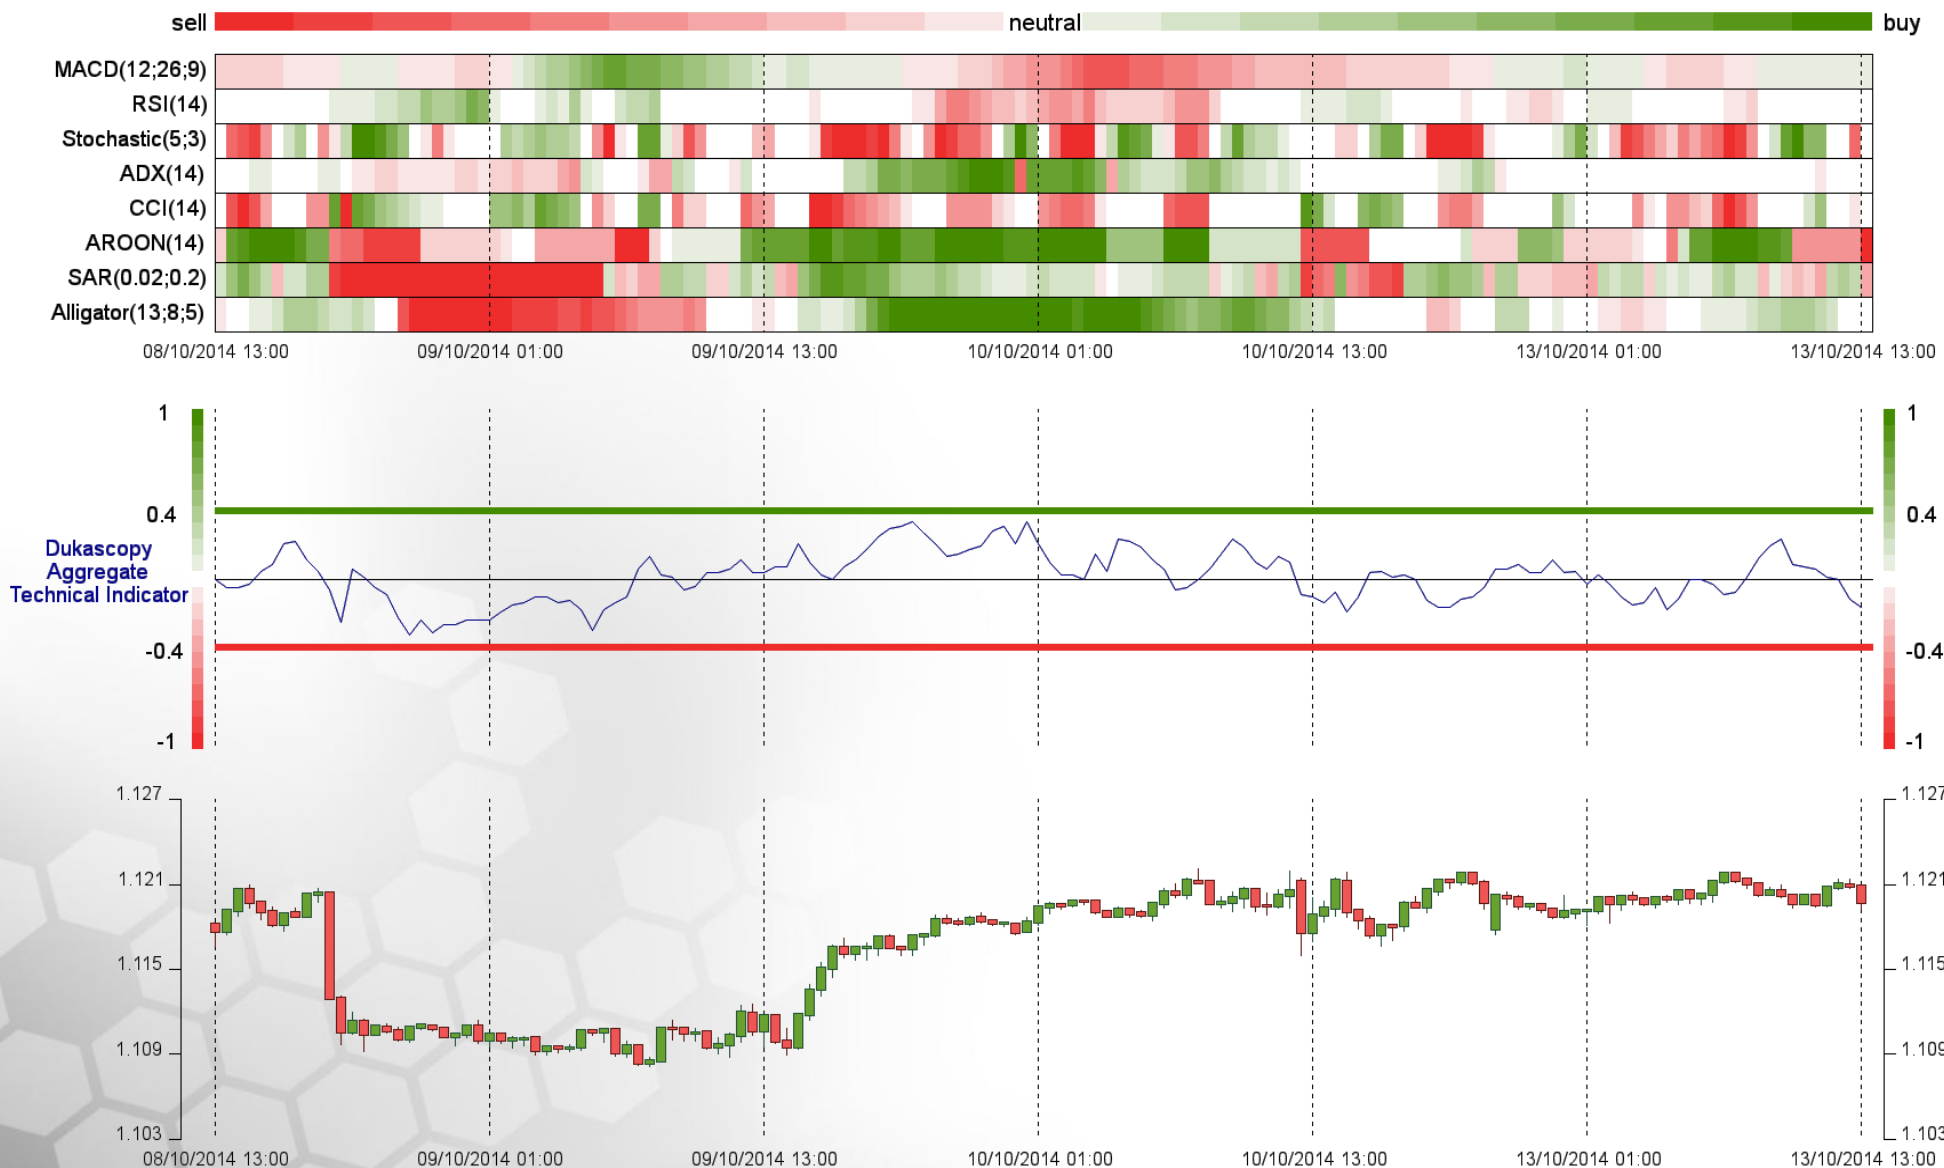 sell neutral buy
MACD(12;26;9)
RSI(14)
Stochastic(5;3)
ADX(14)
CCI(14)
AROON(14)
SAR(0.02;0.2)
Alligator(13;8;5)
08/10/2014 13:00 09/10/2014 01:00 09/10/2014 13:00 10/10/2014 01:00 10/10/2014 13:00 13/10/2014 01:00 13/10/2014 13:00
1 1
0.4 0.4
Dukascopy
Aggregate
Technical Indicator
-0.4 -0.4
-1 -1
1.127 1.127
1.121 1.121
1.115 1.115
1.109 1.109
1.103 1.103
08/10/2014 13:00 09/10/2014 01:00 09/10/2014 13:00 10/10/2014 01:00 10/10/2014 13:00 13/10/2014 01:00 13/10/2014 13:00